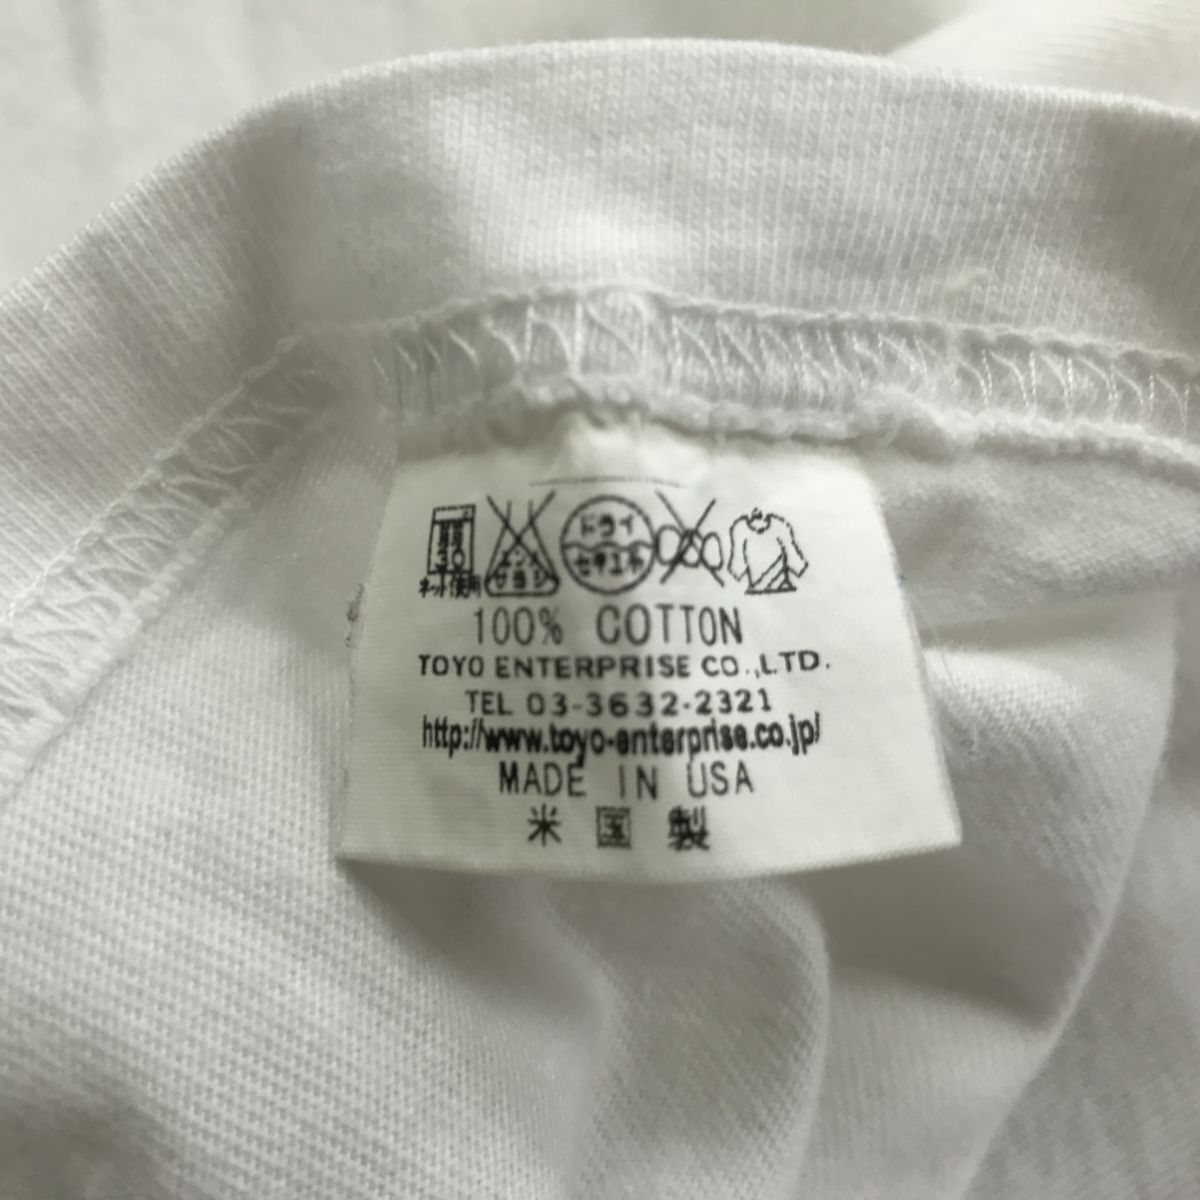 弱 30 ネット使用 エンソ サラシ ドライ セキユ系
100% COTTON
TOYO ENTERPRISE CO.,LTD.
TEL 03-3632-2321
http://www.toyo-enterprise.co.jp/
MADE IN USA
米国製